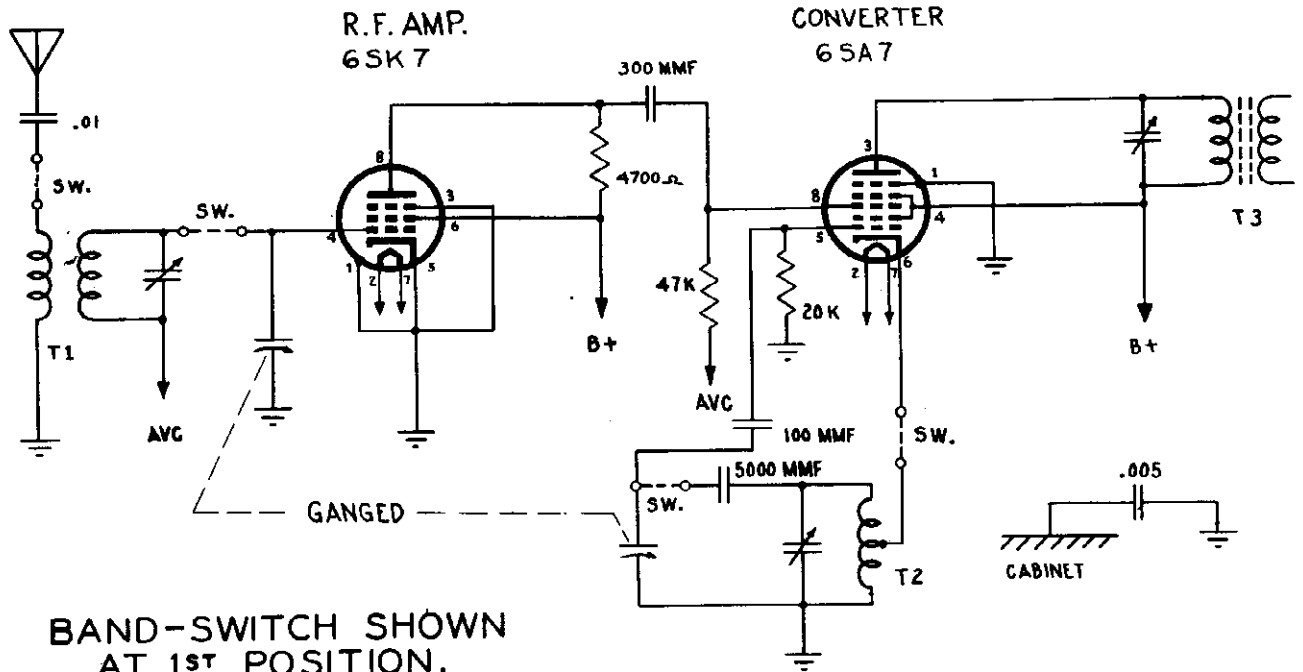 R.F. AMP.
6SK7
CONVERTER
6SA7
300 MMF
.01
SW.
SW.
8
4
3
6
1
2
7
5
4700Ω
3
1
8
4
5
2
7
6
T3
47K
20K
T1
B+
B+
AVC
AVC
100 MMF
SW.
5000 MMF
SW.
.005
GANGED
T2
CABINET
BAND-SWITCH SHOWN
AT 1ST POSITION.